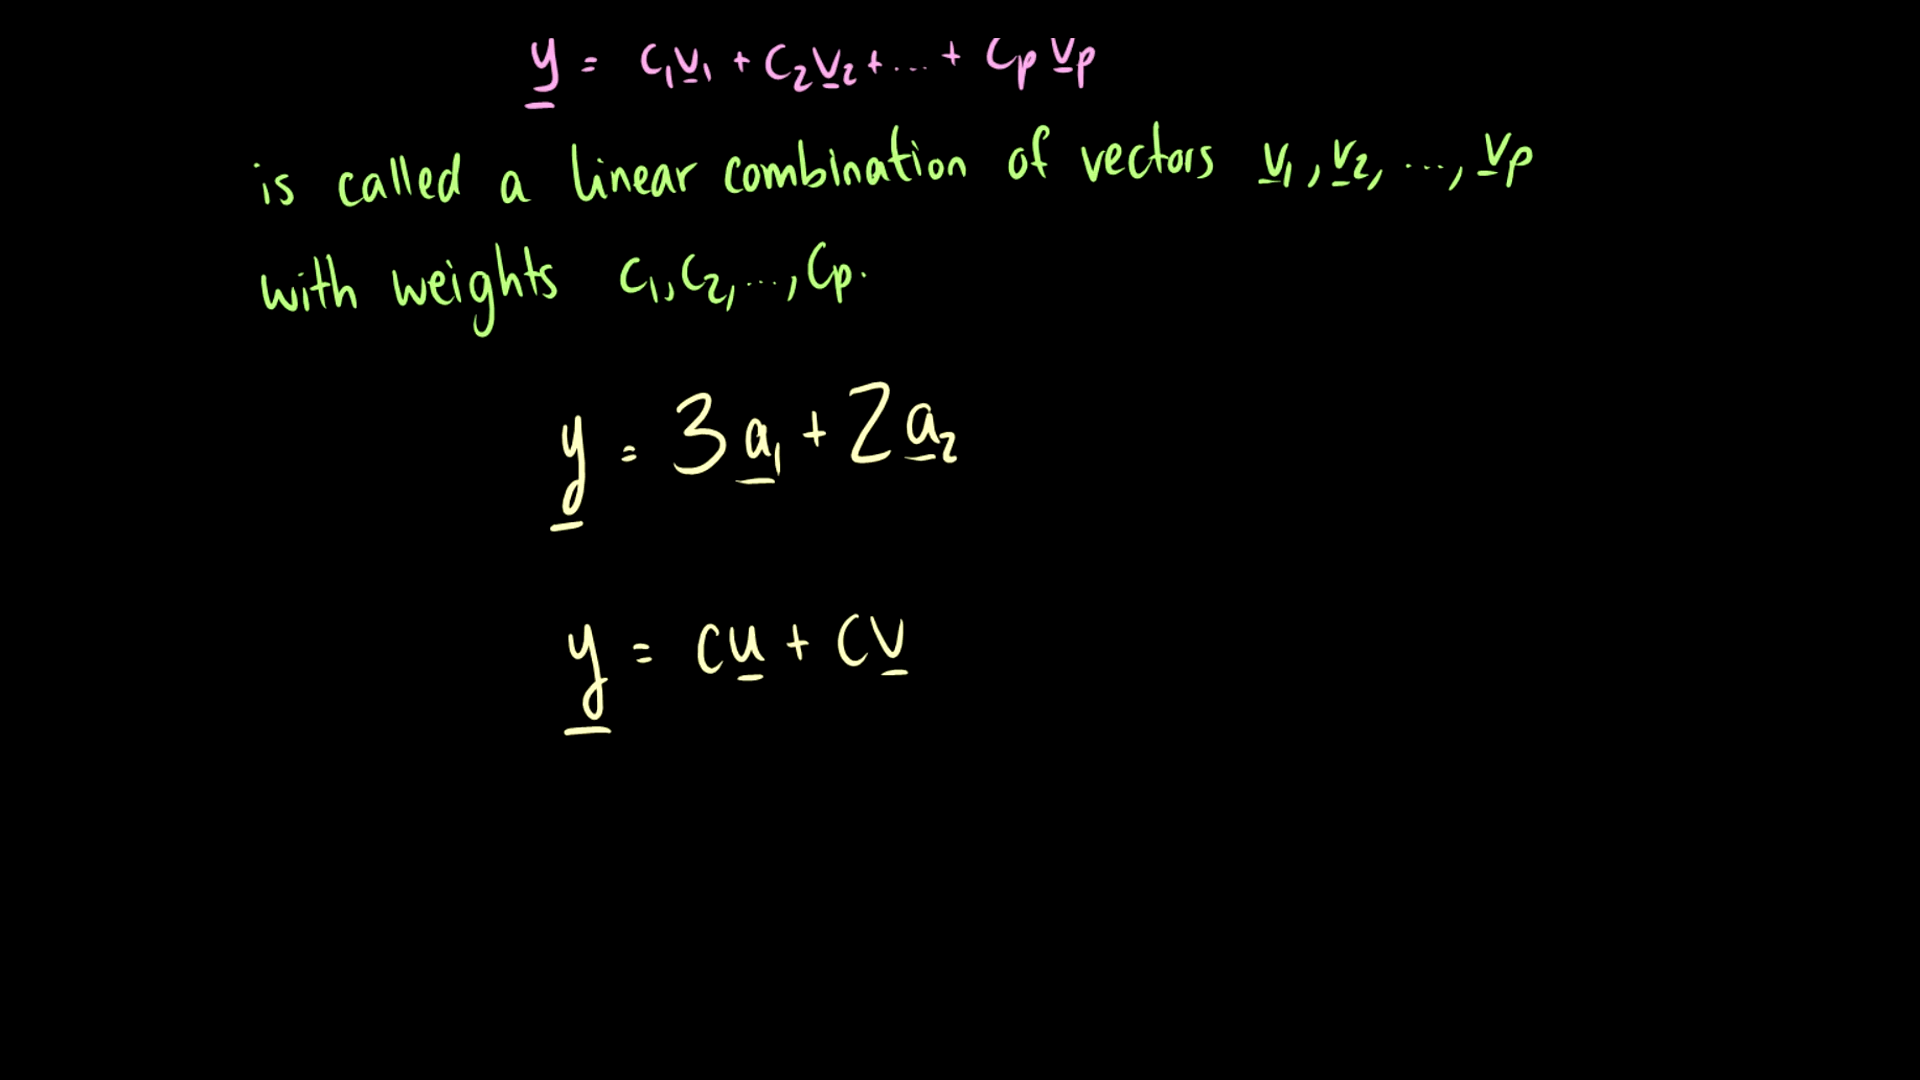 y = c₁v₁ + c₂v₂ + ... + cₚvₚ
is called a linear combination of vectors v₁, v₂, ..., vₚ
with weights c₁, c₂, ..., cₚ.
y = 3a₁ + 2a₂
y = cu + cv